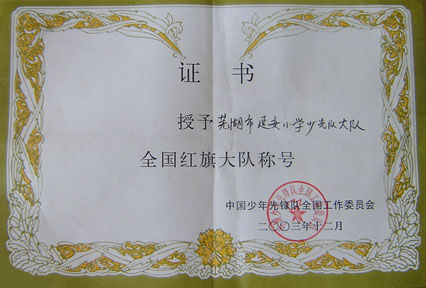 证书
授予芜湖市延安小学少先队大队
全国红旗大队称号
中国少年先锋队全国工作委员会
二〇〇三年十二月